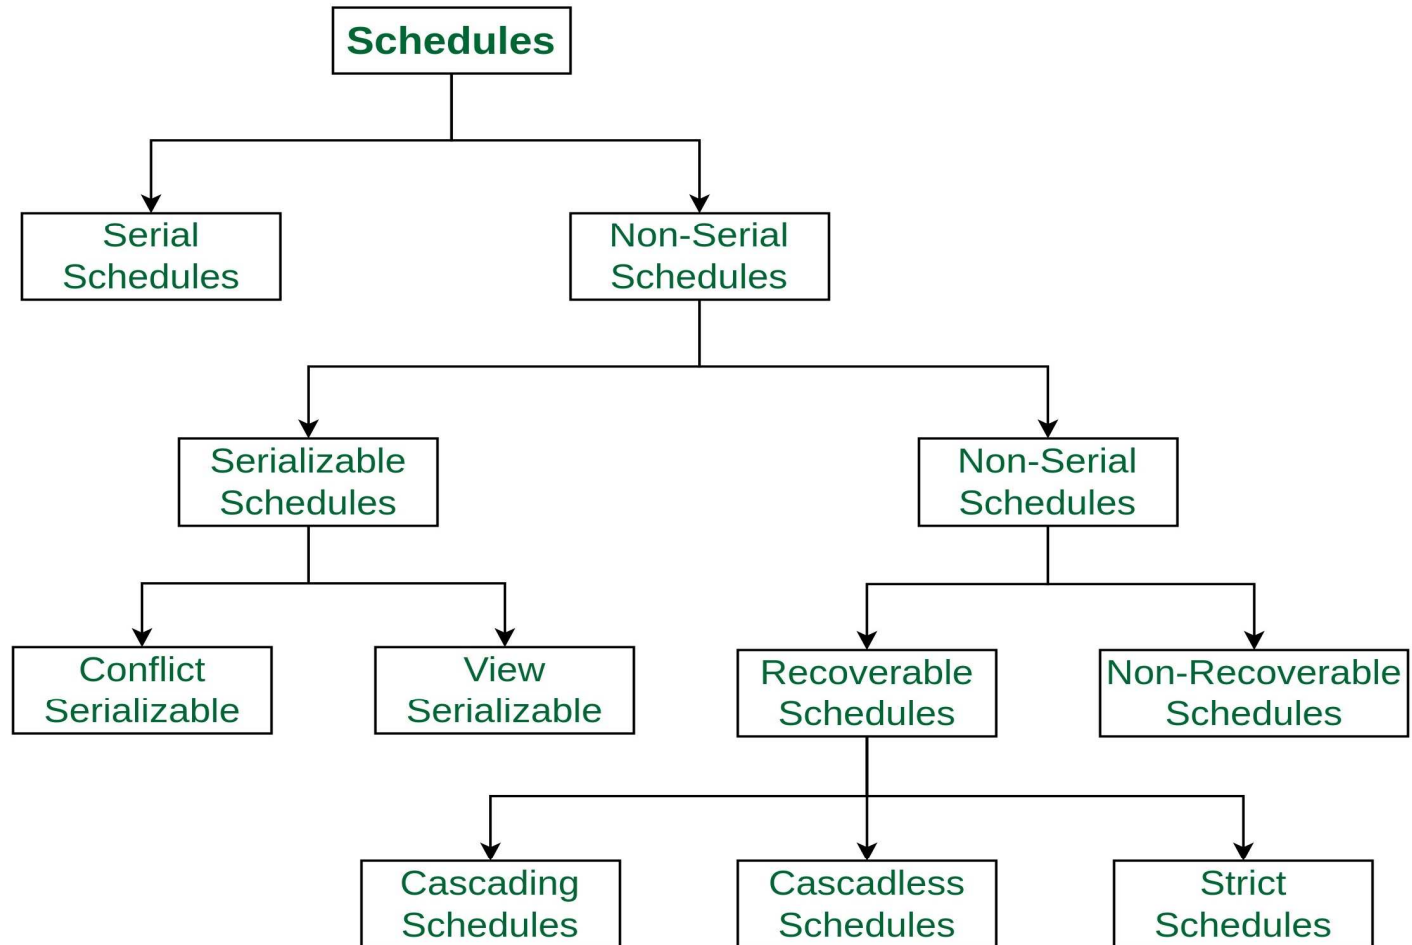 Schedules
Serial
Schedules
Non-Serial
Schedules
Serializable
Schedules
Non-Serial
Schedules
Conflict
Serializable
View
Serializable
Recoverable
Schedules
Non-Recoverable
Schedules
Cascading
Schedules
Cascadless
Schedules
Strict
Schedules